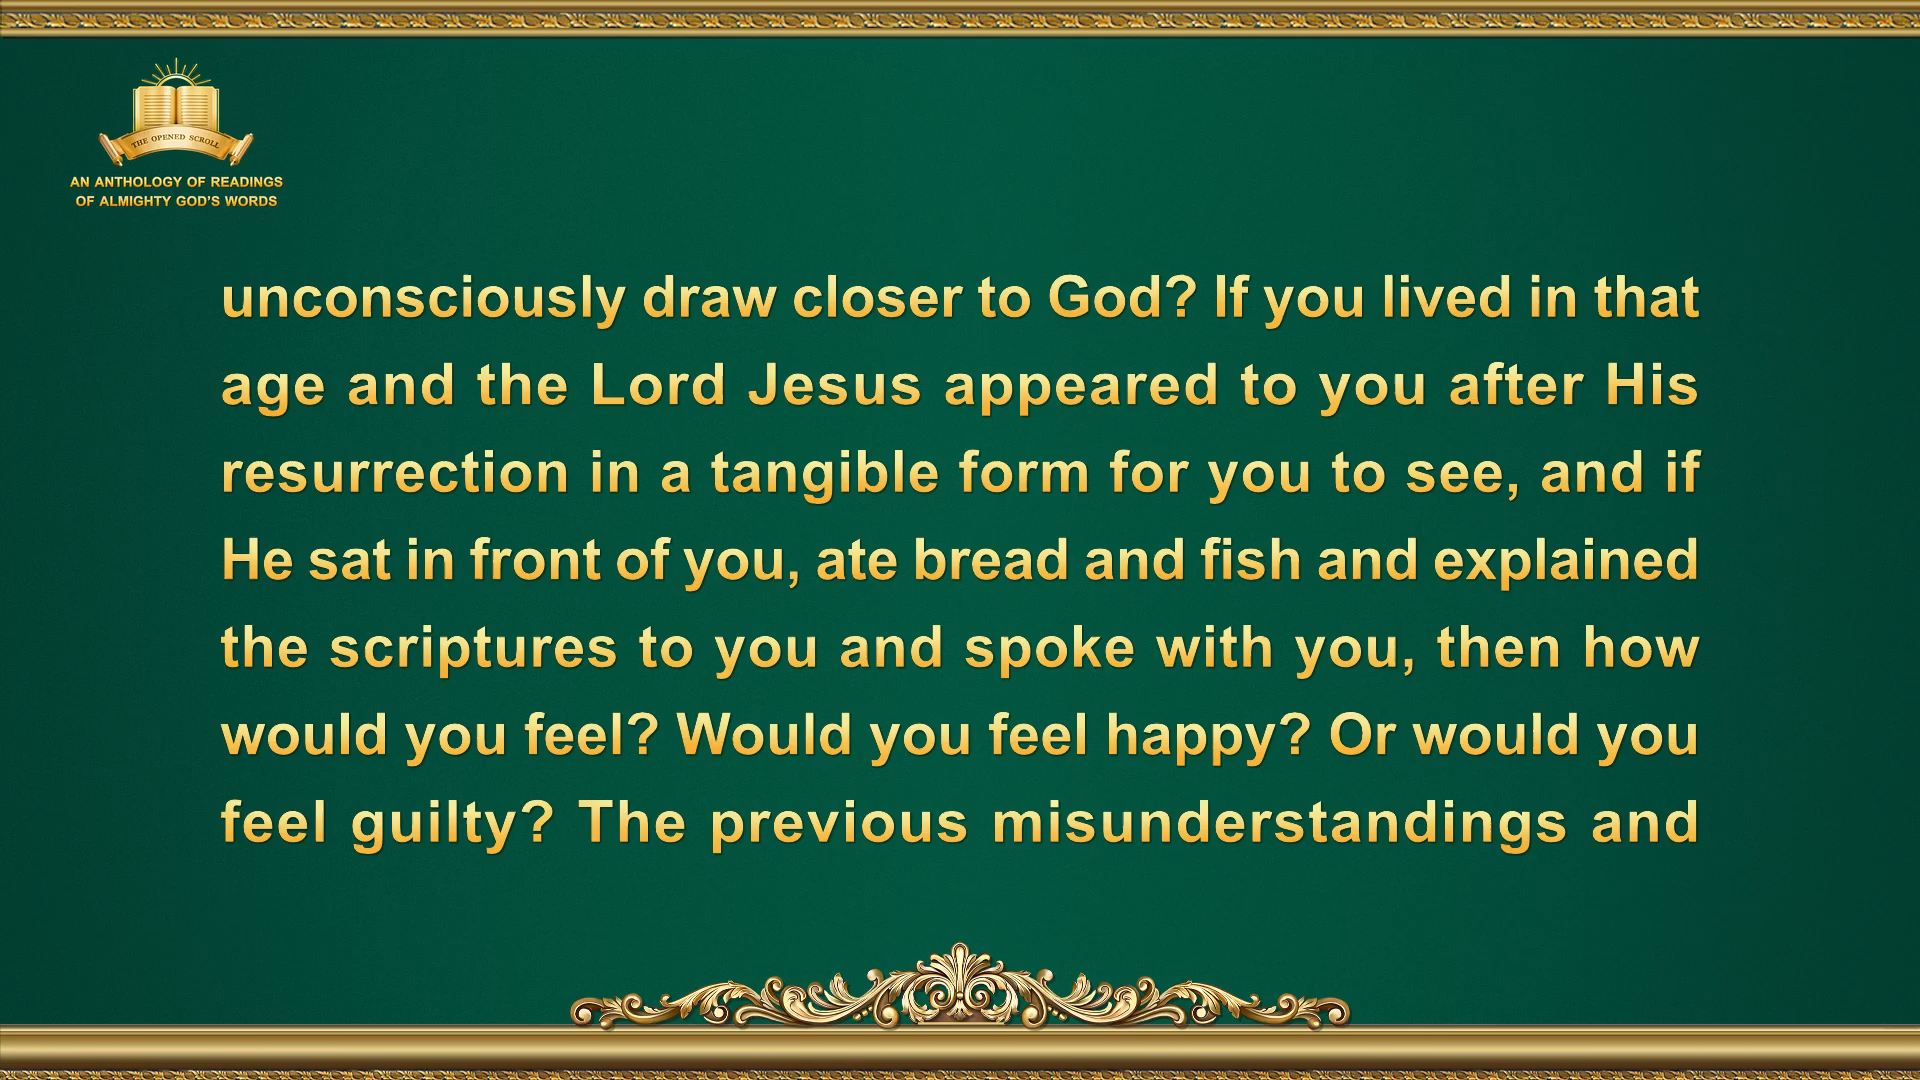 THE OPENED SCROLL
AN ANTHOLOGY OF READINGS
OF ALMIGHTY GOD'S WORDS
unconsciously draw closer to God? If you lived in that
age and the Lord Jesus appeared to you after His
resurrection in a tangible form for you to see, and if
He sat in front of you, ate bread and fish and explained
the scriptures to you and spoke with you, then how
would you feel? Would you feel happy? Or would you
feel guilty? The previous misunderstandings and